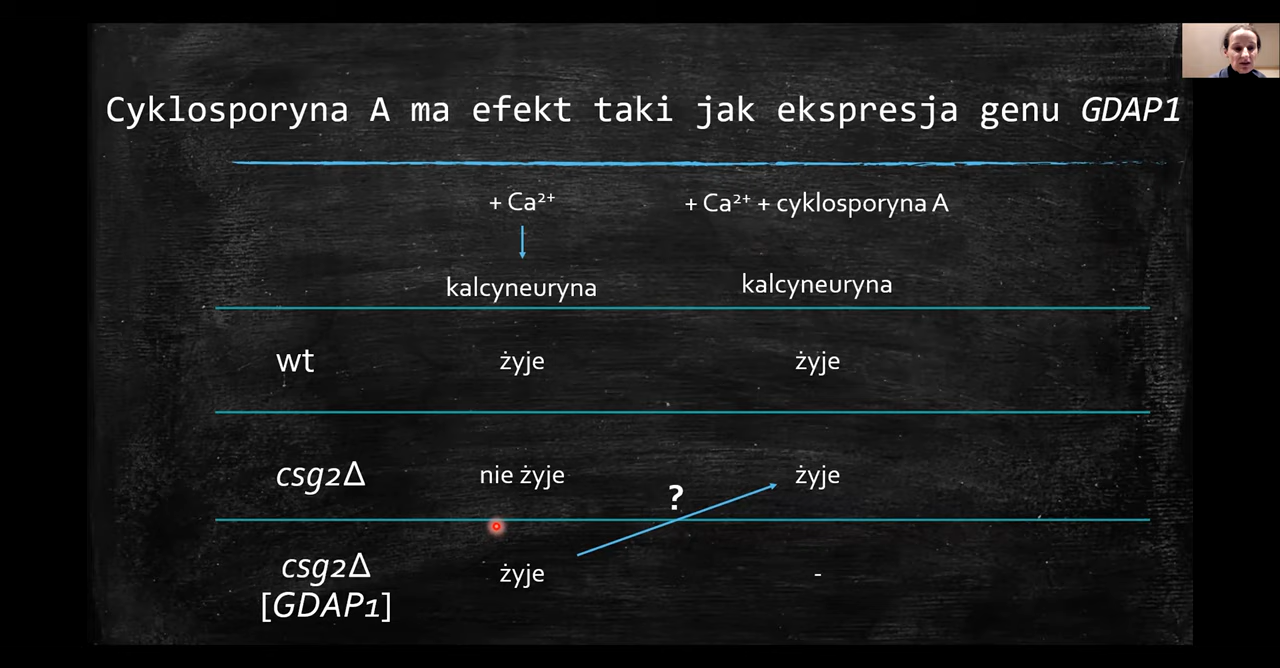 Cyklosporyna A ma efekt taki jak ekspresja genu GDAP1
+ Ca²⁺ + Ca²⁺ + cyklosporyna A
kalcyneuryna kalcyneuryna
wt żyje żyje
csg2Δ nie żyje żyje
?
csg2Δ
[GDAP1] żyje -